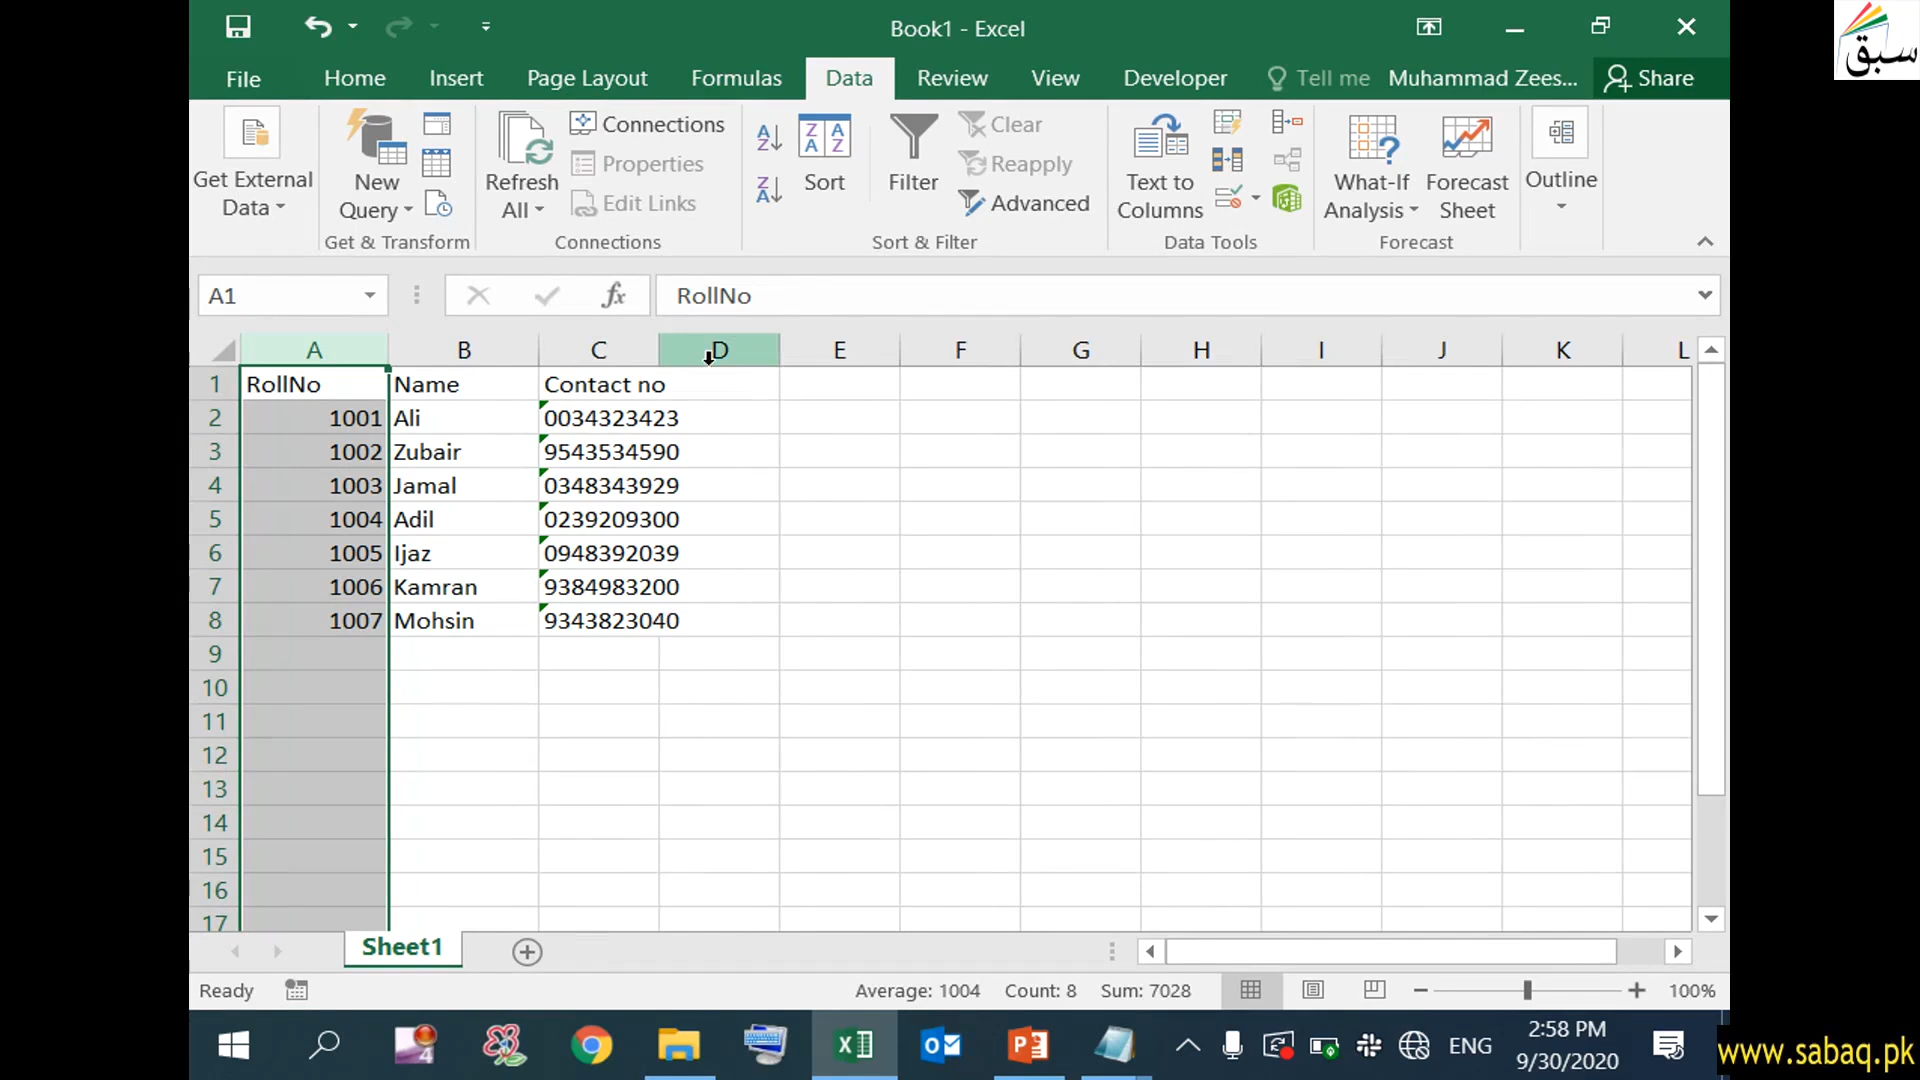 Book1 - Excel
سبق
File Home Insert Page Layout Formulas Data Review View Developer Tell me Muhammad Zees... Share
Get External Data
New Query
Get & Transform
Refresh All
Connections
Properties
Edit Links
Connections
Sort
Filter
Clear
Reapply
Advanced
Sort & Filter
Text to Columns
Data Tools
What-If Analysis
Forecast Sheet
Forecast
Outline
A1 fx RollNo
A B C D E F G H I J K L
1 RollNo Name Contact no
2 1001 Ali 0034323423
3 1002 Zubair 9543534590
4 1003 Jamal 0348343929
5 1004 Adil 0239209300
6 1005 Ijaz 0948392039
7 1006 Kamran 9384983200
8 1007 Mohsin 9343823040
9
10
11
12
13
14
15
16
17
Sheet1
Ready Average: 1004 Count: 8 Sum: 7028 100%
ENG
2:58 PM
9/30/2020
www.sabaq.pk